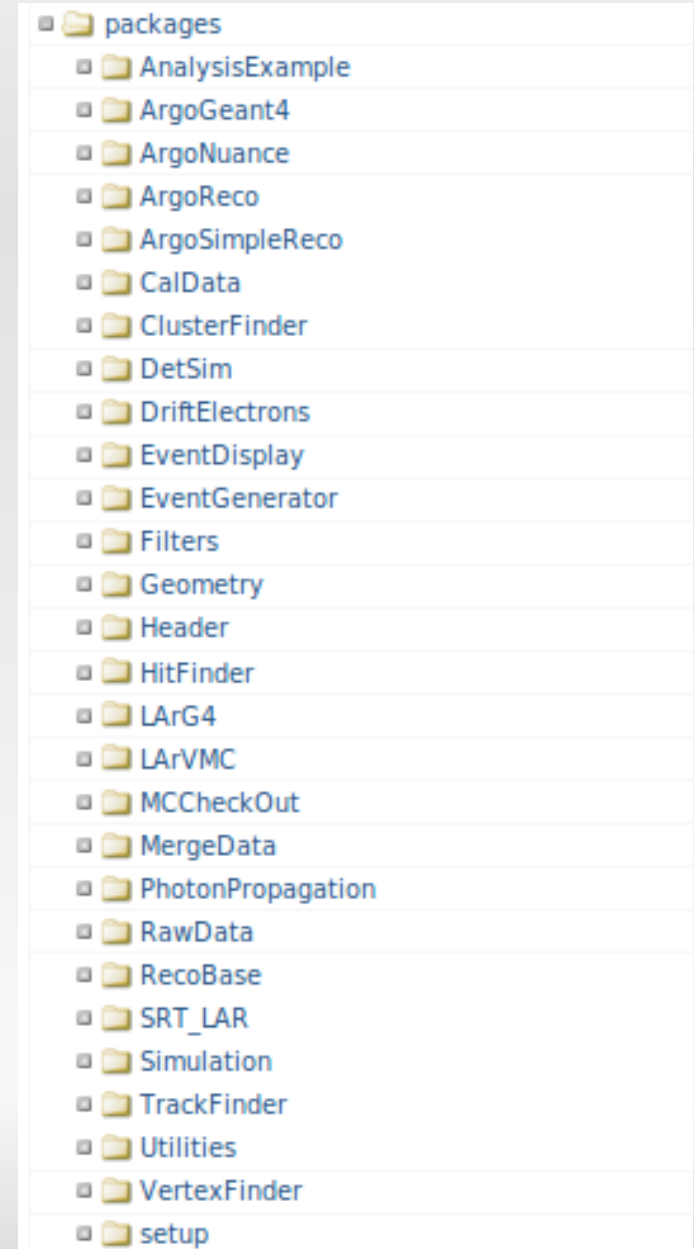 packages
AnalysisExample
ArgoGeant4
ArgoNuance
ArgoReco
ArgoSimpleReco
CalData
ClusterFinder
DetSim
DriftElectrons
EventDisplay
EventGenerator
Filters
Geometry
Header
HitFinder
LArG4
LArVMC
MCCheckOut
MergeData
PhotonPropagation
RawData
RecoBase
SRT_LAR
Simulation
TrackFinder
Utilities
VertexFinder
setup